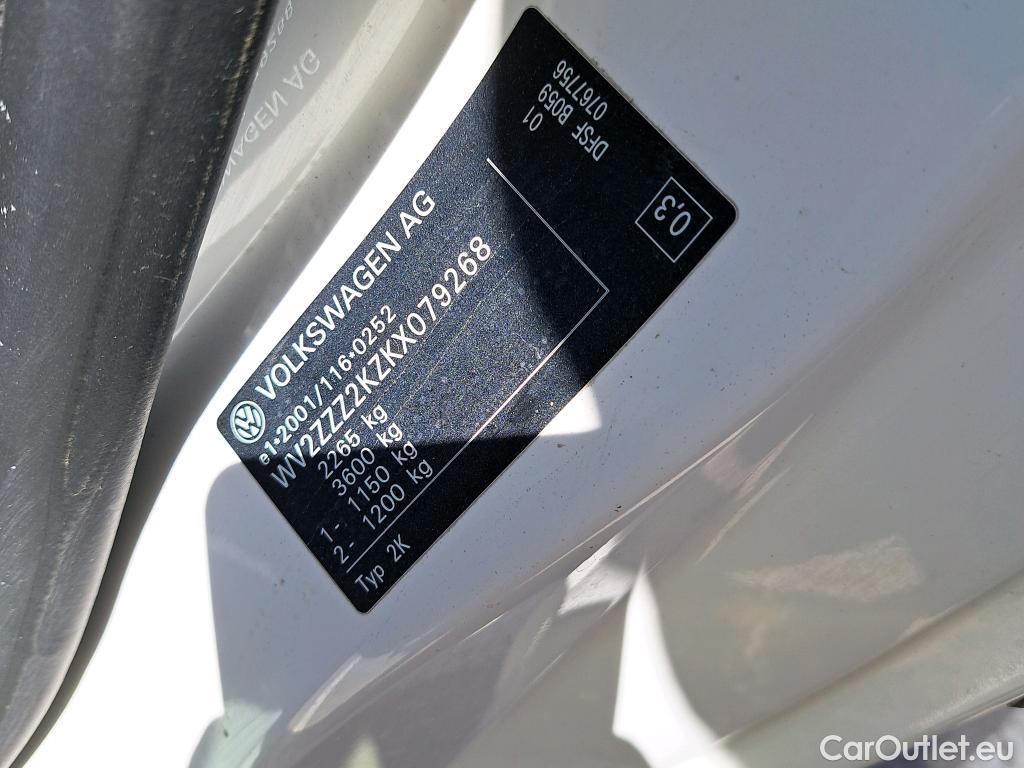 VOLKSWAGEN AG
e1*2001/116*0252
WV2ZZZ2KZKX079268
2265 kg
3600 kg
1- 1150 kg
2- 1200 kg
Typ 2K
01
DFSF B059
0767756
0,3
WAGEN AG
CarOutlet.eu